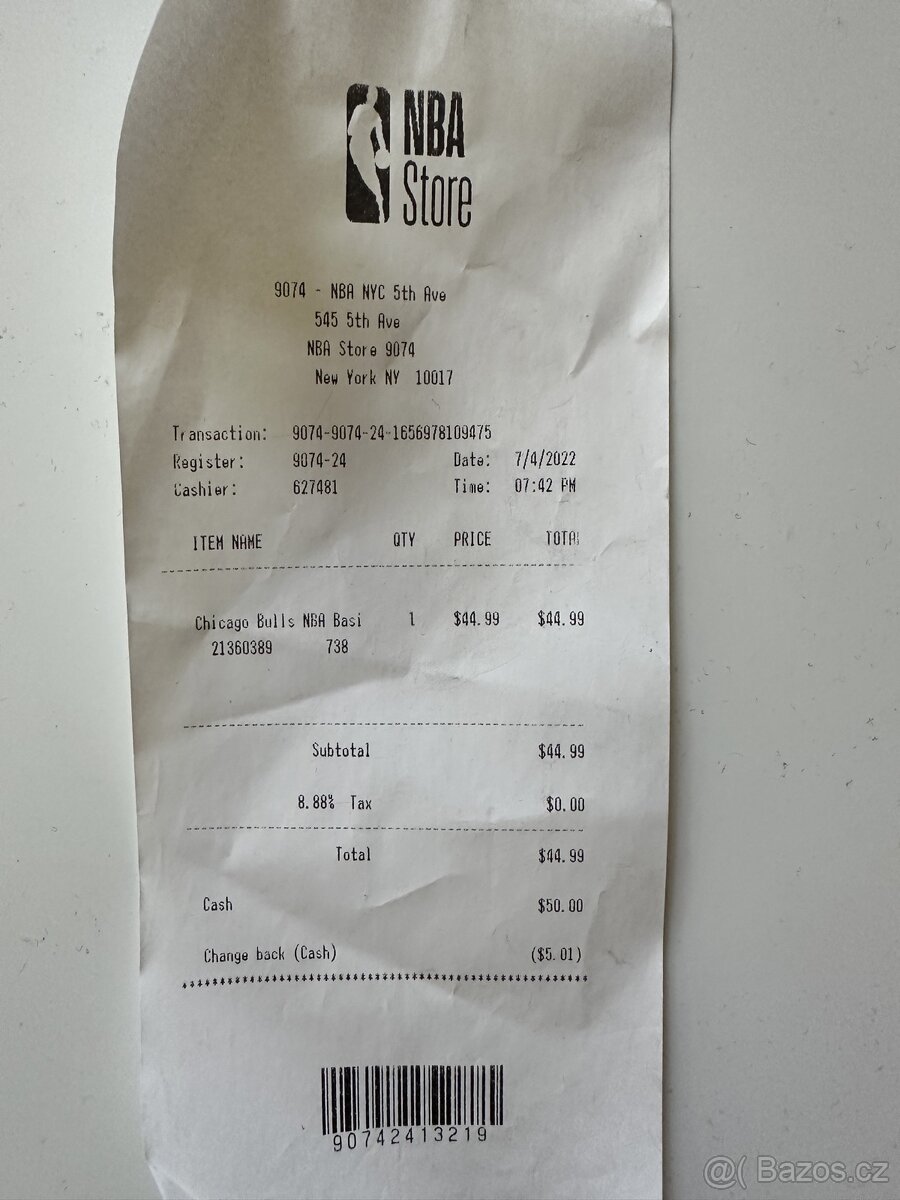 NBA
Store
9074 - NBA NYC 5th Ave
545 5th Ave
NBA Store 9074
New York NY 10017
Transaction: 9074-9074-24-1656978109475
Register: 9074-24 Date: 7/4/2022
Cashier: 627481 Time: 07:42 PM
ITEM NAME QTY PRICE TOTAL
Chicago Bulls NBA Basi 1 $44.99 $44.99
21360389 738
Subtotal $44.99
8.88% Tax $0.00
Total $44.99
Cash $50.00
Change back (Cash) ($5.01)
90742413219
@( Bazos.cz